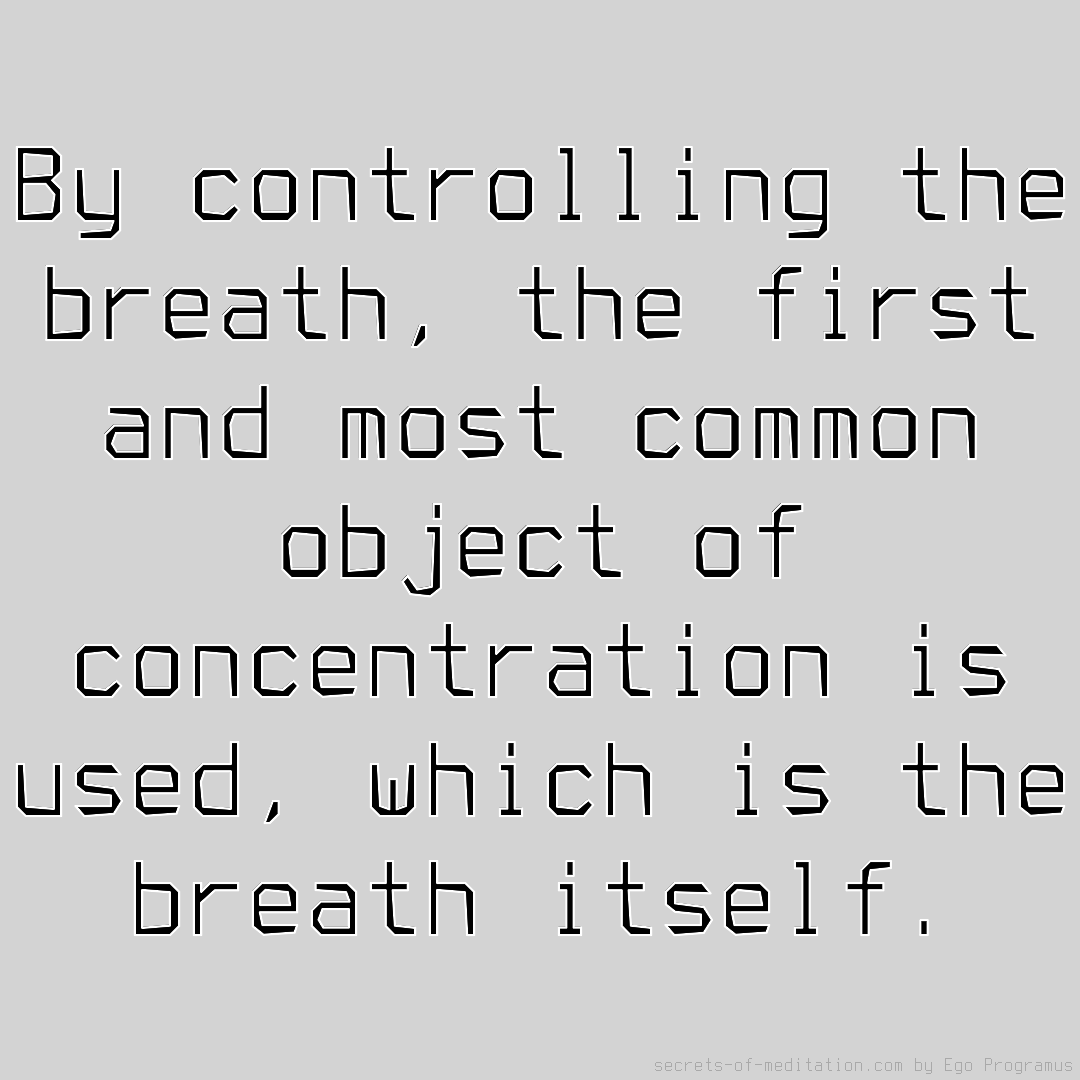 By controlling the
breath, the first
and most common
object of
concentration is
used, which is the
breath itself.
secrets-of-meditation.com by Ego Programus